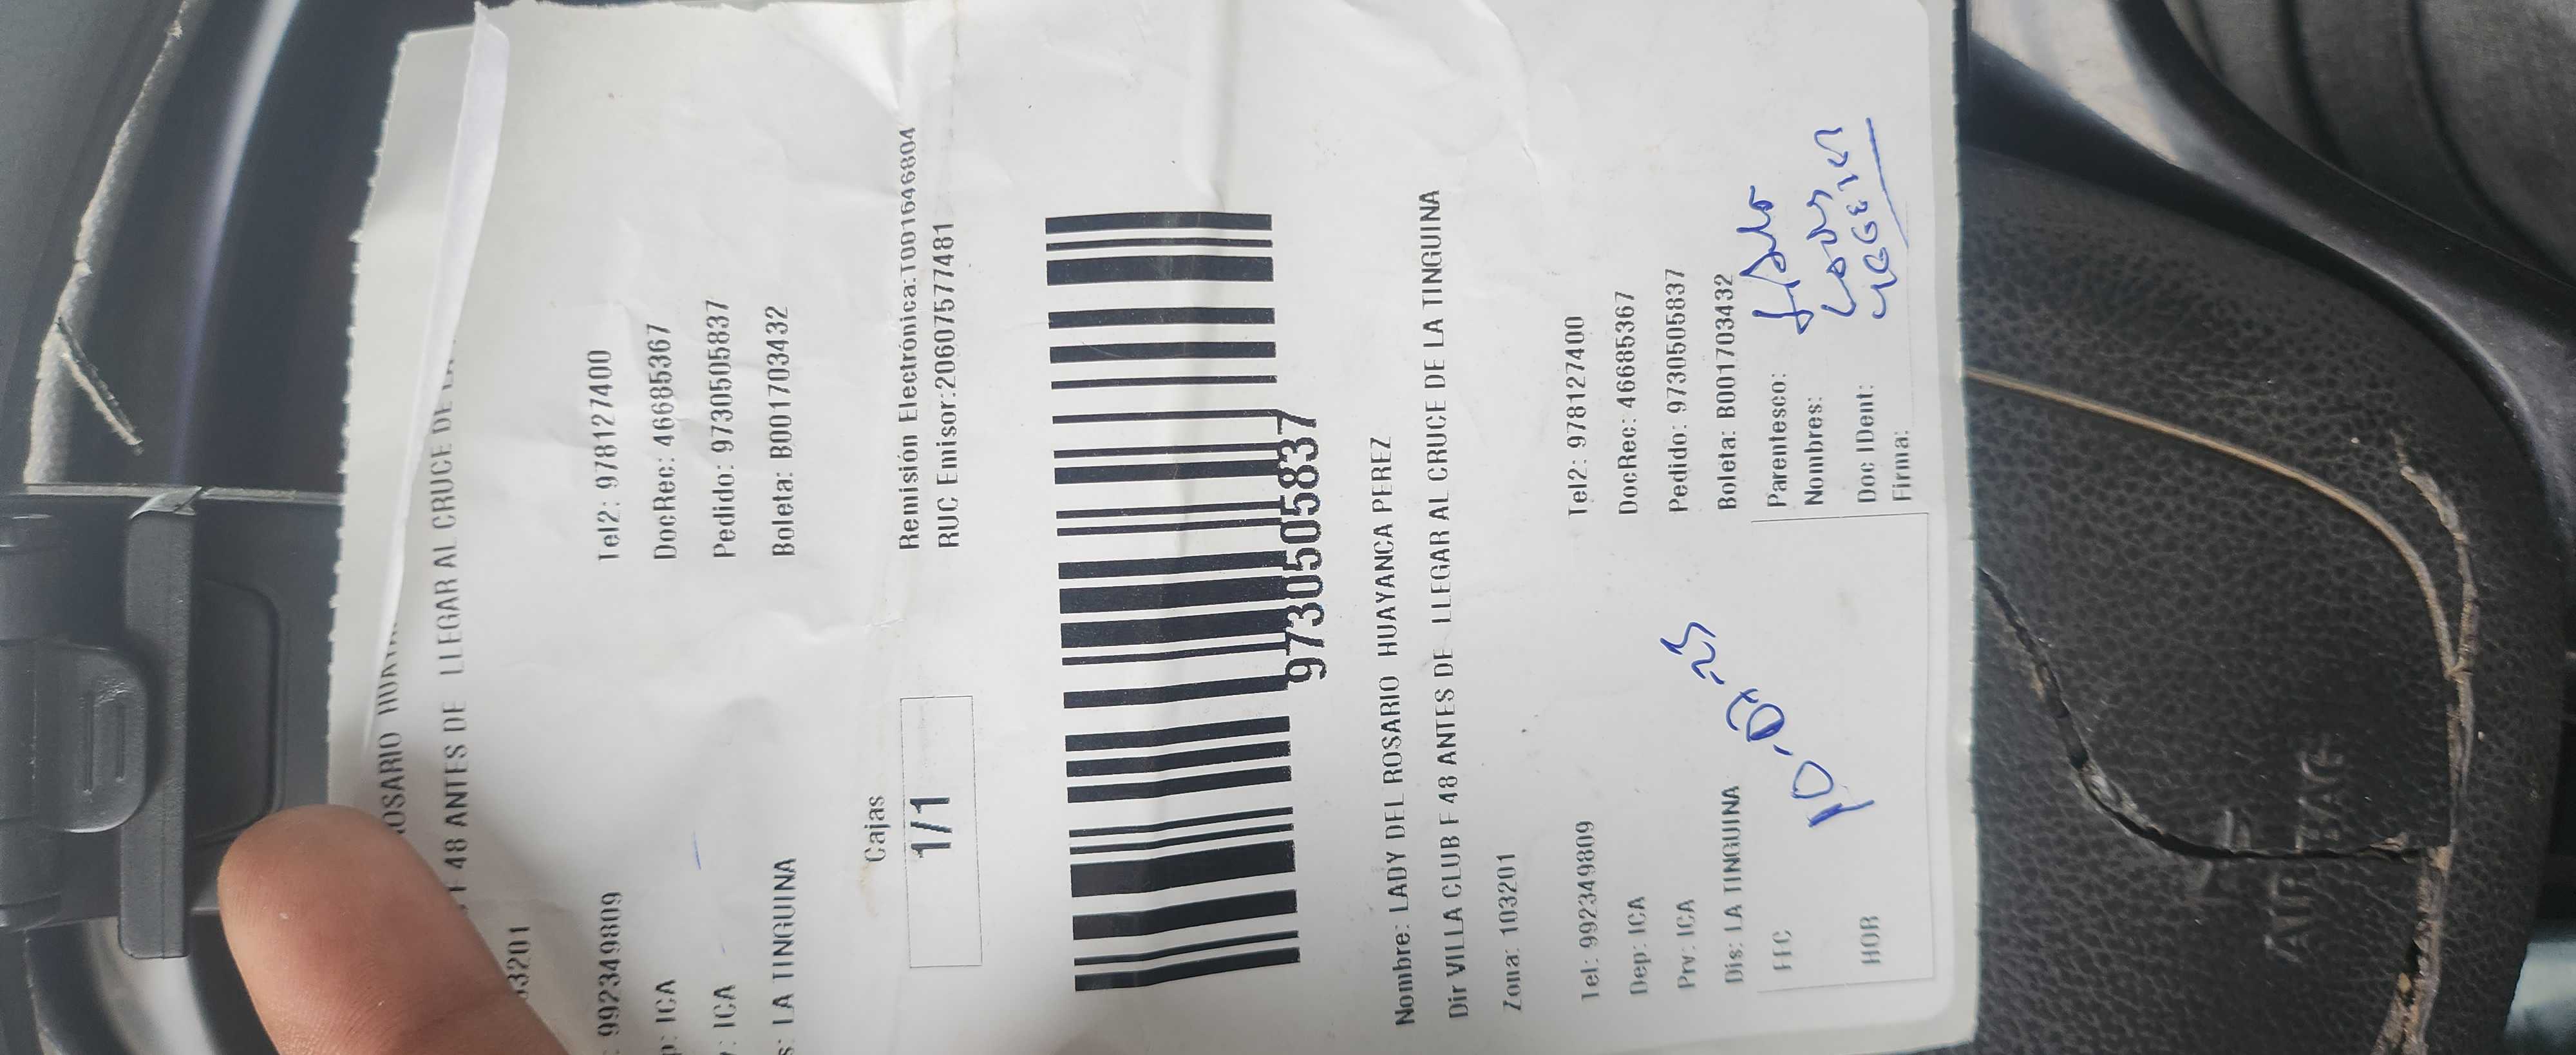 OSARIO HUAYA
F 48 ANTES DE LLEGAR AL CRUCE DE LA
33201
: 992349809
Tel2: 978127400
p: ICA
DocRec: 46685367
: ICA
Pedido: 9730505837
s: LA TINGUINA
Boleta: B001703432
Cajas
1/1
Remisión Electrónica:T001646804
RUC Emisor:20607577481
9730505837
Nombre: LADY DEL ROSARIO HUAYANCA PEREZ
Dir VILLA CLUB F 48 ANTES DE LLEGAR AL CRUCE DE LA TINGUINA
Zona: 103201
Tel: 992349809
Tel2: 978127400
Dep: ICA
DocRec: 46685367
Prv: ICA
Pedido: 9730505837
Dis: LA TINGUINA
Boleta: B001703432
FEC
Parentesco:
Nombres:
HOR
Doc IDent:
Firma:
AIRBAG